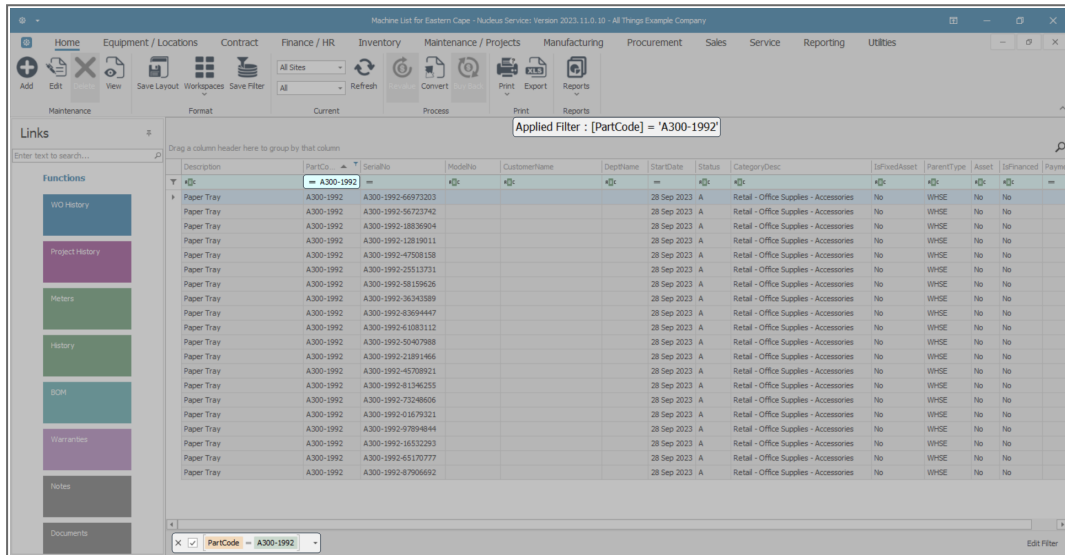 Machine List for Eastern Cape - Nucleus Service: Version 2023.11.0.10 - All Things Example Company
Home Equipment / Locations Contract Finance / HR Inventory Maintenance / Projects Manufacturing Procurement Sales Service Reporting Utilities
All Sites
All
Add Edit View Save Layout Workspaces Save Filter Refresh Convert Print Export Reports
Maintenance Format Current Process Print Reports
Applied Filter : [PartCode] = 'A300-1992'
Links
Drag a column header here to group by that column
Enter text to search...
Description PartCo... SerialNo ModelNo CustomerName DeptName StartDate Status CategoryDesc IsFixedAsset ParentType Asset IsFinanced Payme
= A300-1992 = = =
Functions
WO History
Project History
Meters
History
BOM
Warranties
Notes
Documents
Paper Tray A300-1992 A300-1992-66973203 28 Sep 2023 A Retail - Office Supplies - Accessories No WHSE No No
Paper Tray A300-1992 A300-1992-56723742 28 Sep 2023 A Retail - Office Supplies - Accessories No WHSE No No
Paper Tray A300-1992 A300-1992-18836904 28 Sep 2023 A Retail - Office Supplies - Accessories No WHSE No No
Paper Tray A300-1992 A300-1992-12819011 28 Sep 2023 A Retail - Office Supplies - Accessories No WHSE No No
Paper Tray A300-1992 A300-1992-47508158 28 Sep 2023 A Retail - Office Supplies - Accessories No WHSE No No
Paper Tray A300-1992 A300-1992-25513731 28 Sep 2023 A Retail - Office Supplies - Accessories No WHSE No No
Paper Tray A300-1992 A300-1992-58159626 28 Sep 2023 A Retail - Office Supplies - Accessories No WHSE No No
Paper Tray A300-1992 A300-1992-36343589 28 Sep 2023 A Retail - Office Supplies - Accessories No WHSE No No
Paper Tray A300-1992 A300-1992-83694447 28 Sep 2023 A Retail - Office Supplies - Accessories No WHSE No No
Paper Tray A300-1992 A300-1992-61083112 28 Sep 2023 A Retail - Office Supplies - Accessories No WHSE No No
Paper Tray A300-1992 A300-1992-50407988 28 Sep 2023 A Retail - Office Supplies - Accessories No WHSE No No
Paper Tray A300-1992 A300-1992-21891466 28 Sep 2023 A Retail - Office Supplies - Accessories No WHSE No No
Paper Tray A300-1992 A300-1992-45708921 28 Sep 2023 A Retail - Office Supplies - Accessories No WHSE No No
Paper Tray A300-1992 A300-1992-81346255 28 Sep 2023 A Retail - Office Supplies - Accessories No WHSE No No
Paper Tray A300-1992 A300-1992-73248606 28 Sep 2023 A Retail - Office Supplies - Accessories No WHSE No No
Paper Tray A300-1992 A300-1992-01679321 28 Sep 2023 A Retail - Office Supplies - Accessories No WHSE No No
Paper Tray A300-1992 A300-1992-97894844 28 Sep 2023 A Retail - Office Supplies - Accessories No WHSE No No
Paper Tray A300-1992 A300-1992-16532293 28 Sep 2023 A Retail - Office Supplies - Accessories No WHSE No No
Paper Tray A300-1992 A300-1992-65170777 28 Sep 2023 A Retail - Office Supplies - Accessories No WHSE No No
Paper Tray A300-1992 A300-1992-87906692 28 Sep 2023 A Retail - Office Supplies - Accessories No WHSE No No
PartCode = A300-1992
Edit Filter